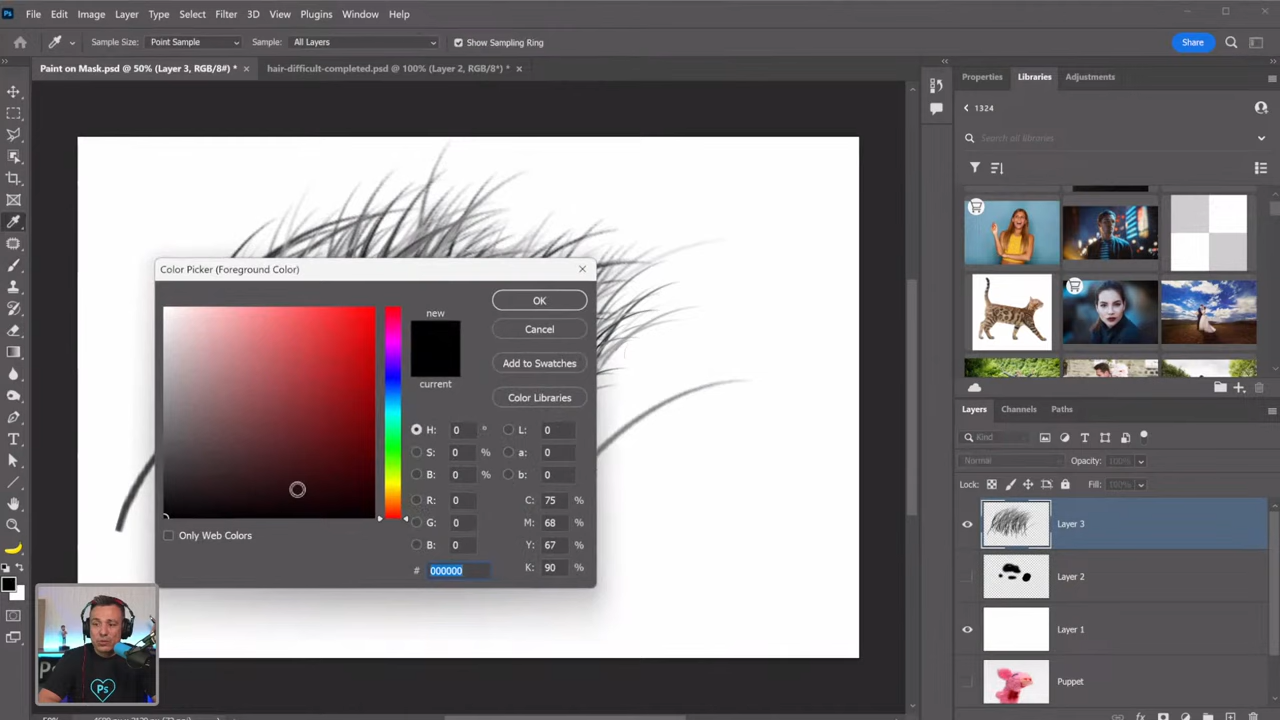 Ps File Edit Image Layer Type Select Filter 3D View Plugins Window Help
Sample Size: Point Sample Sample: All Layers Show Sampling Ring Share
Paint on Mask.psd @ 50% (Layer 3, RGB/8#) * × hair-difficult-completed.psd @ 100% (Layer 2, RGB/8*) * ×
Properties Libraries Adjustments
1324
Search all libraries
Color Picker (Foreground Color)
new
current
OK
Cancel
Add to Swatches
Color Libraries
H: 0 ° L: 0
S: 0 % a: 0
B: 0 % b: 0
R: 0 C: 75 %
G: 0 M: 68 %
B: 0 Y: 67 %
# 000000 K: 90 %
Only Web Colors
Layers Channels Paths
Kind
Normal Opacity: 100%
Lock: Fill: 100%
Layer 3
Layer 2
Layer 1
Puppet
Ps